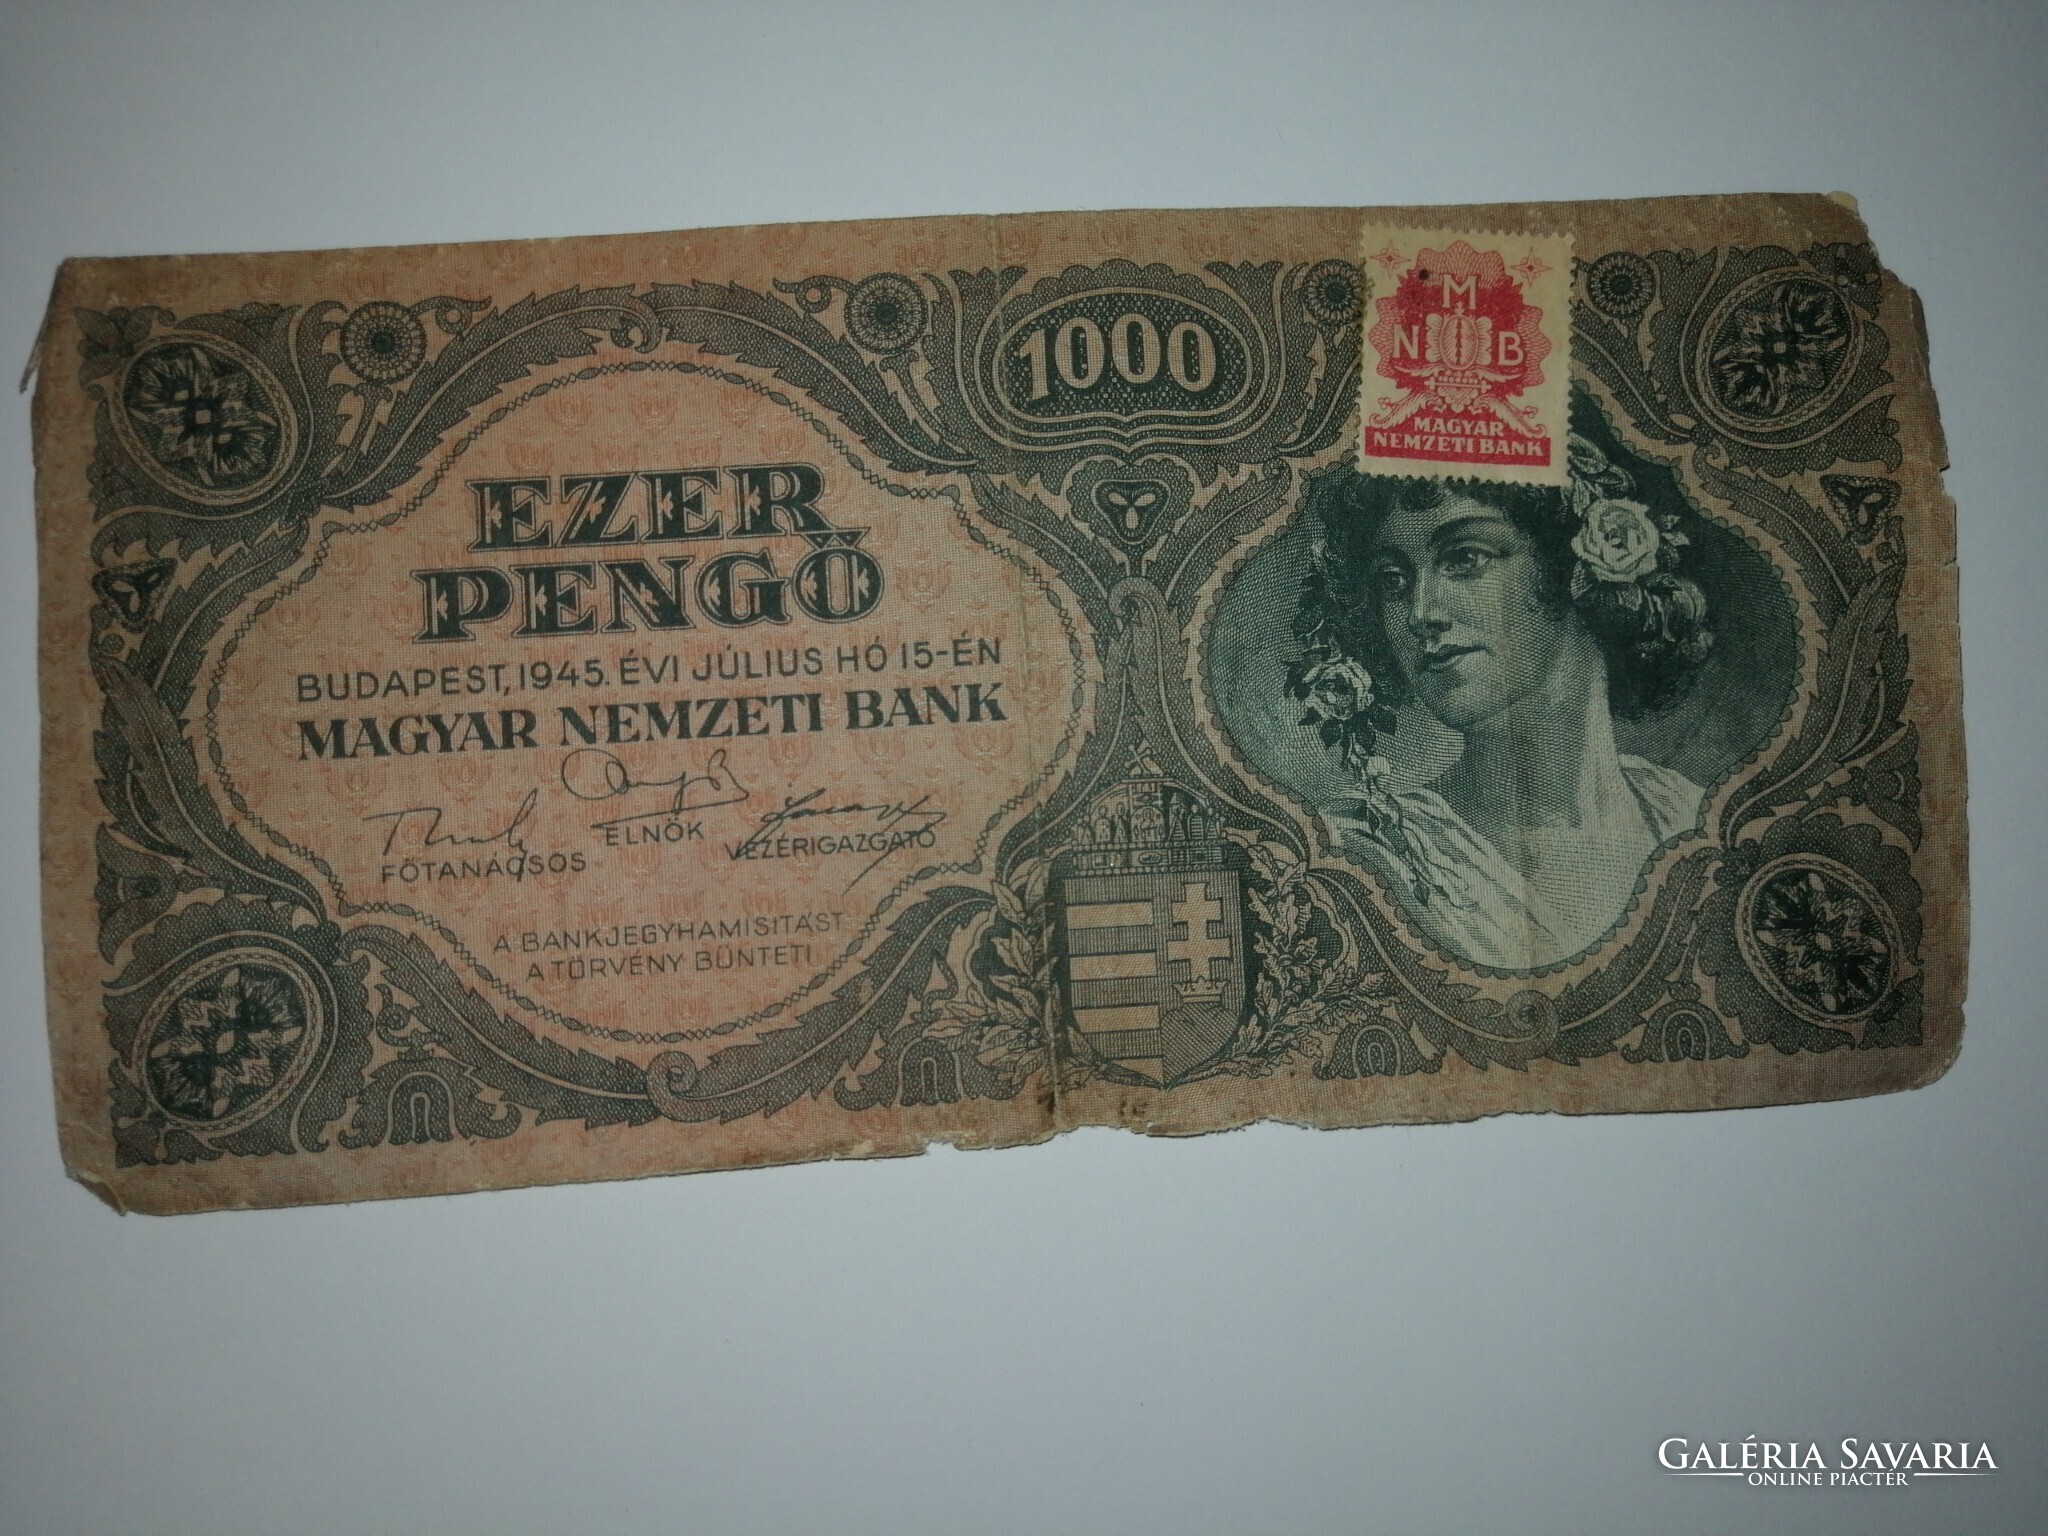 1000
M
N B
MAGYAR
NEMZETI BANK
EZER
PENGŐ
BUDAPEST, 1945. ÉVI JÚLIUS HÓ 15-ÉN
MAGYAR NEMZETI BANK
FŐTANÁCSOS
ELNÖK
VEZÉRIGAZGATÓ
A BANKJEGYHAMISÍTÁST
A TÖRVÉNY BÜNTETI
GALÉRIA SAVARIA
ONLINE PIACTÉR